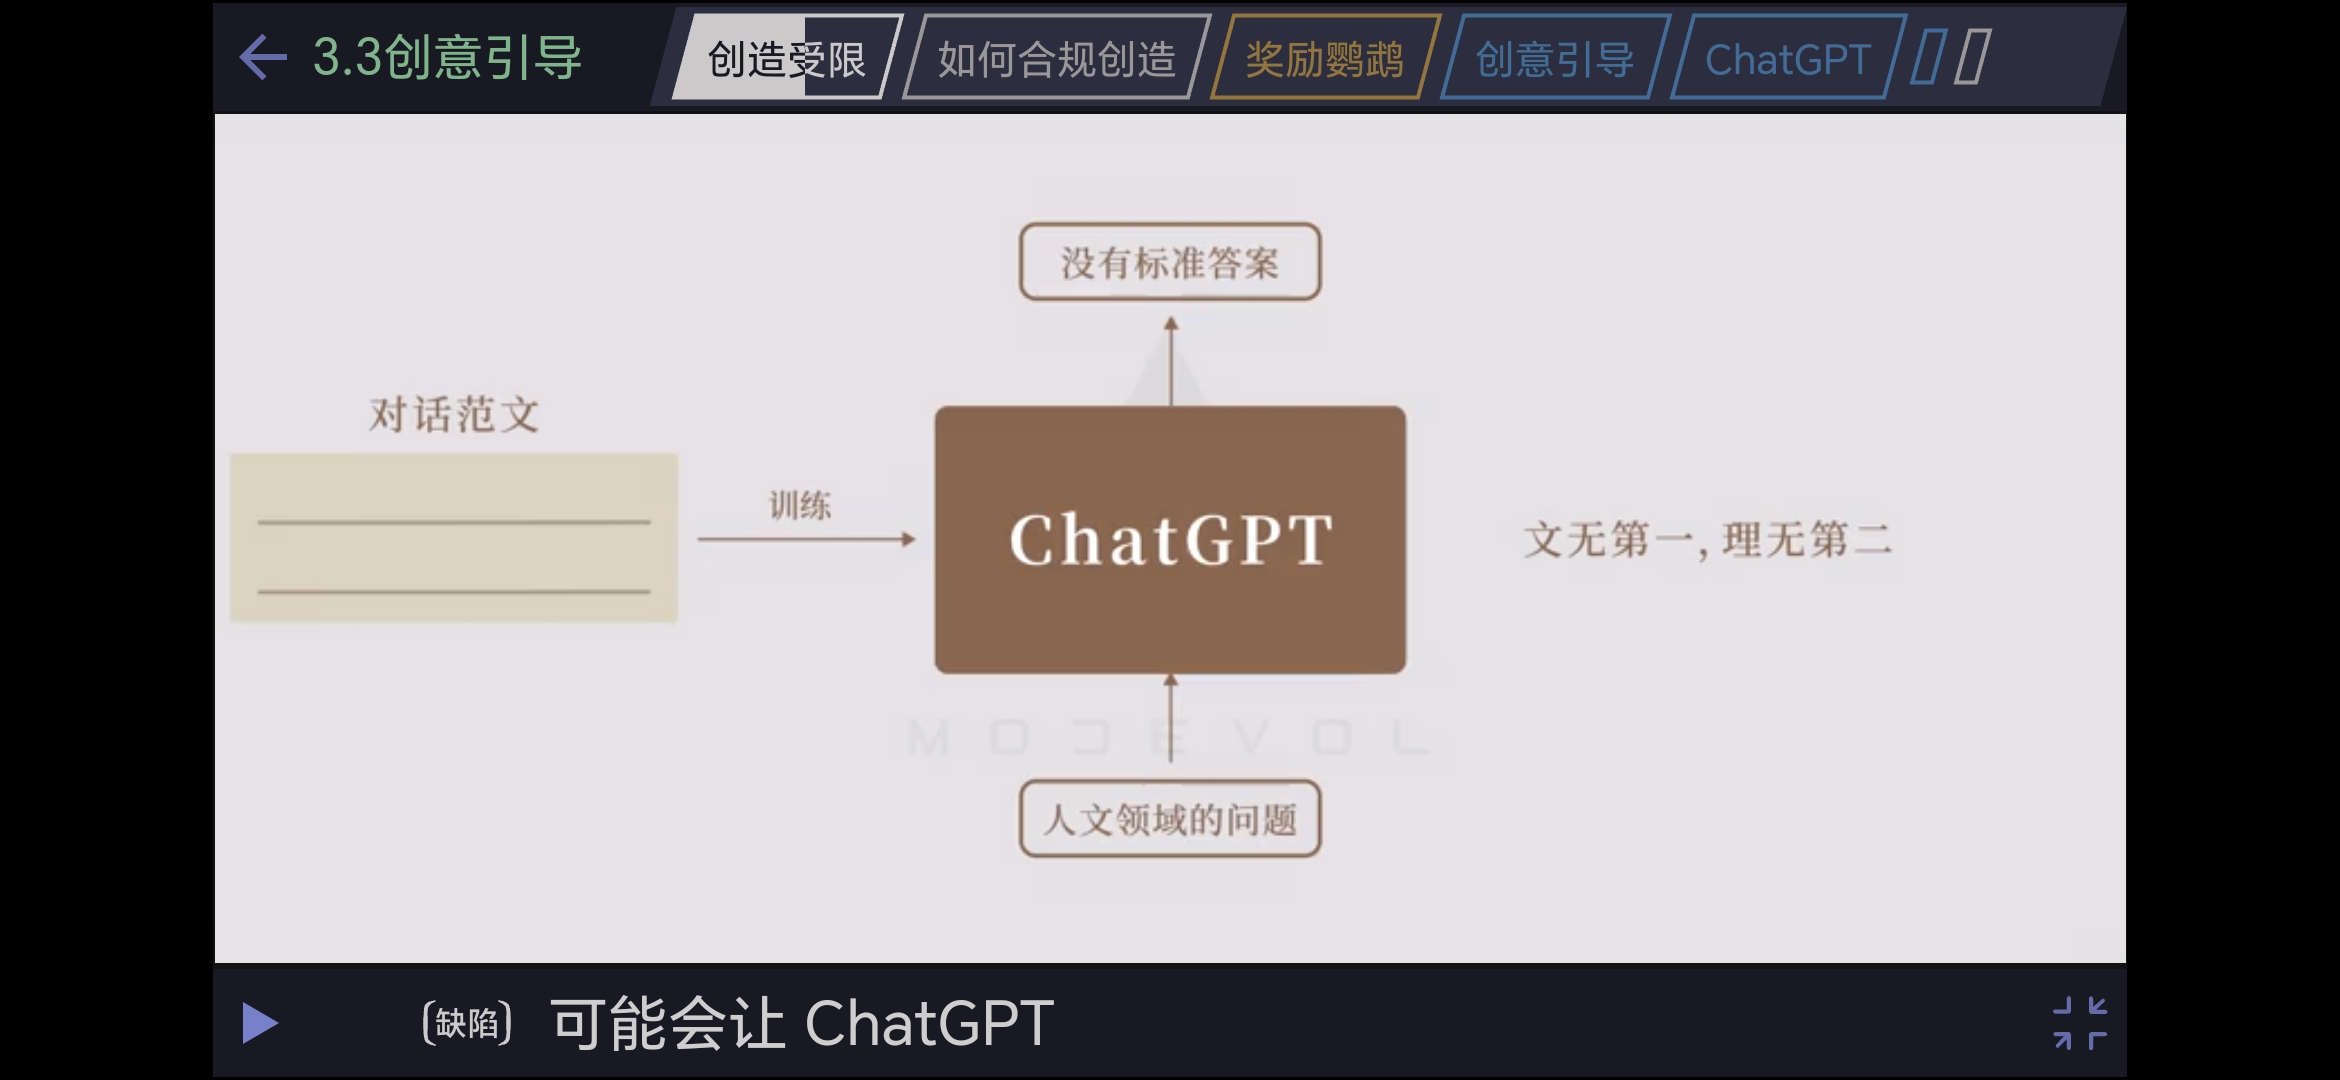 3.3创意引导
创造受限
如何合规创造
奖励鹦鹉
创意引导
ChatGPT
没有标准答案
对话范文
训练
ChatGPT
文无第一, 理无第二
MODEVOL
人文领域的问题
〔缺陷〕 可能会让 ChatGPT